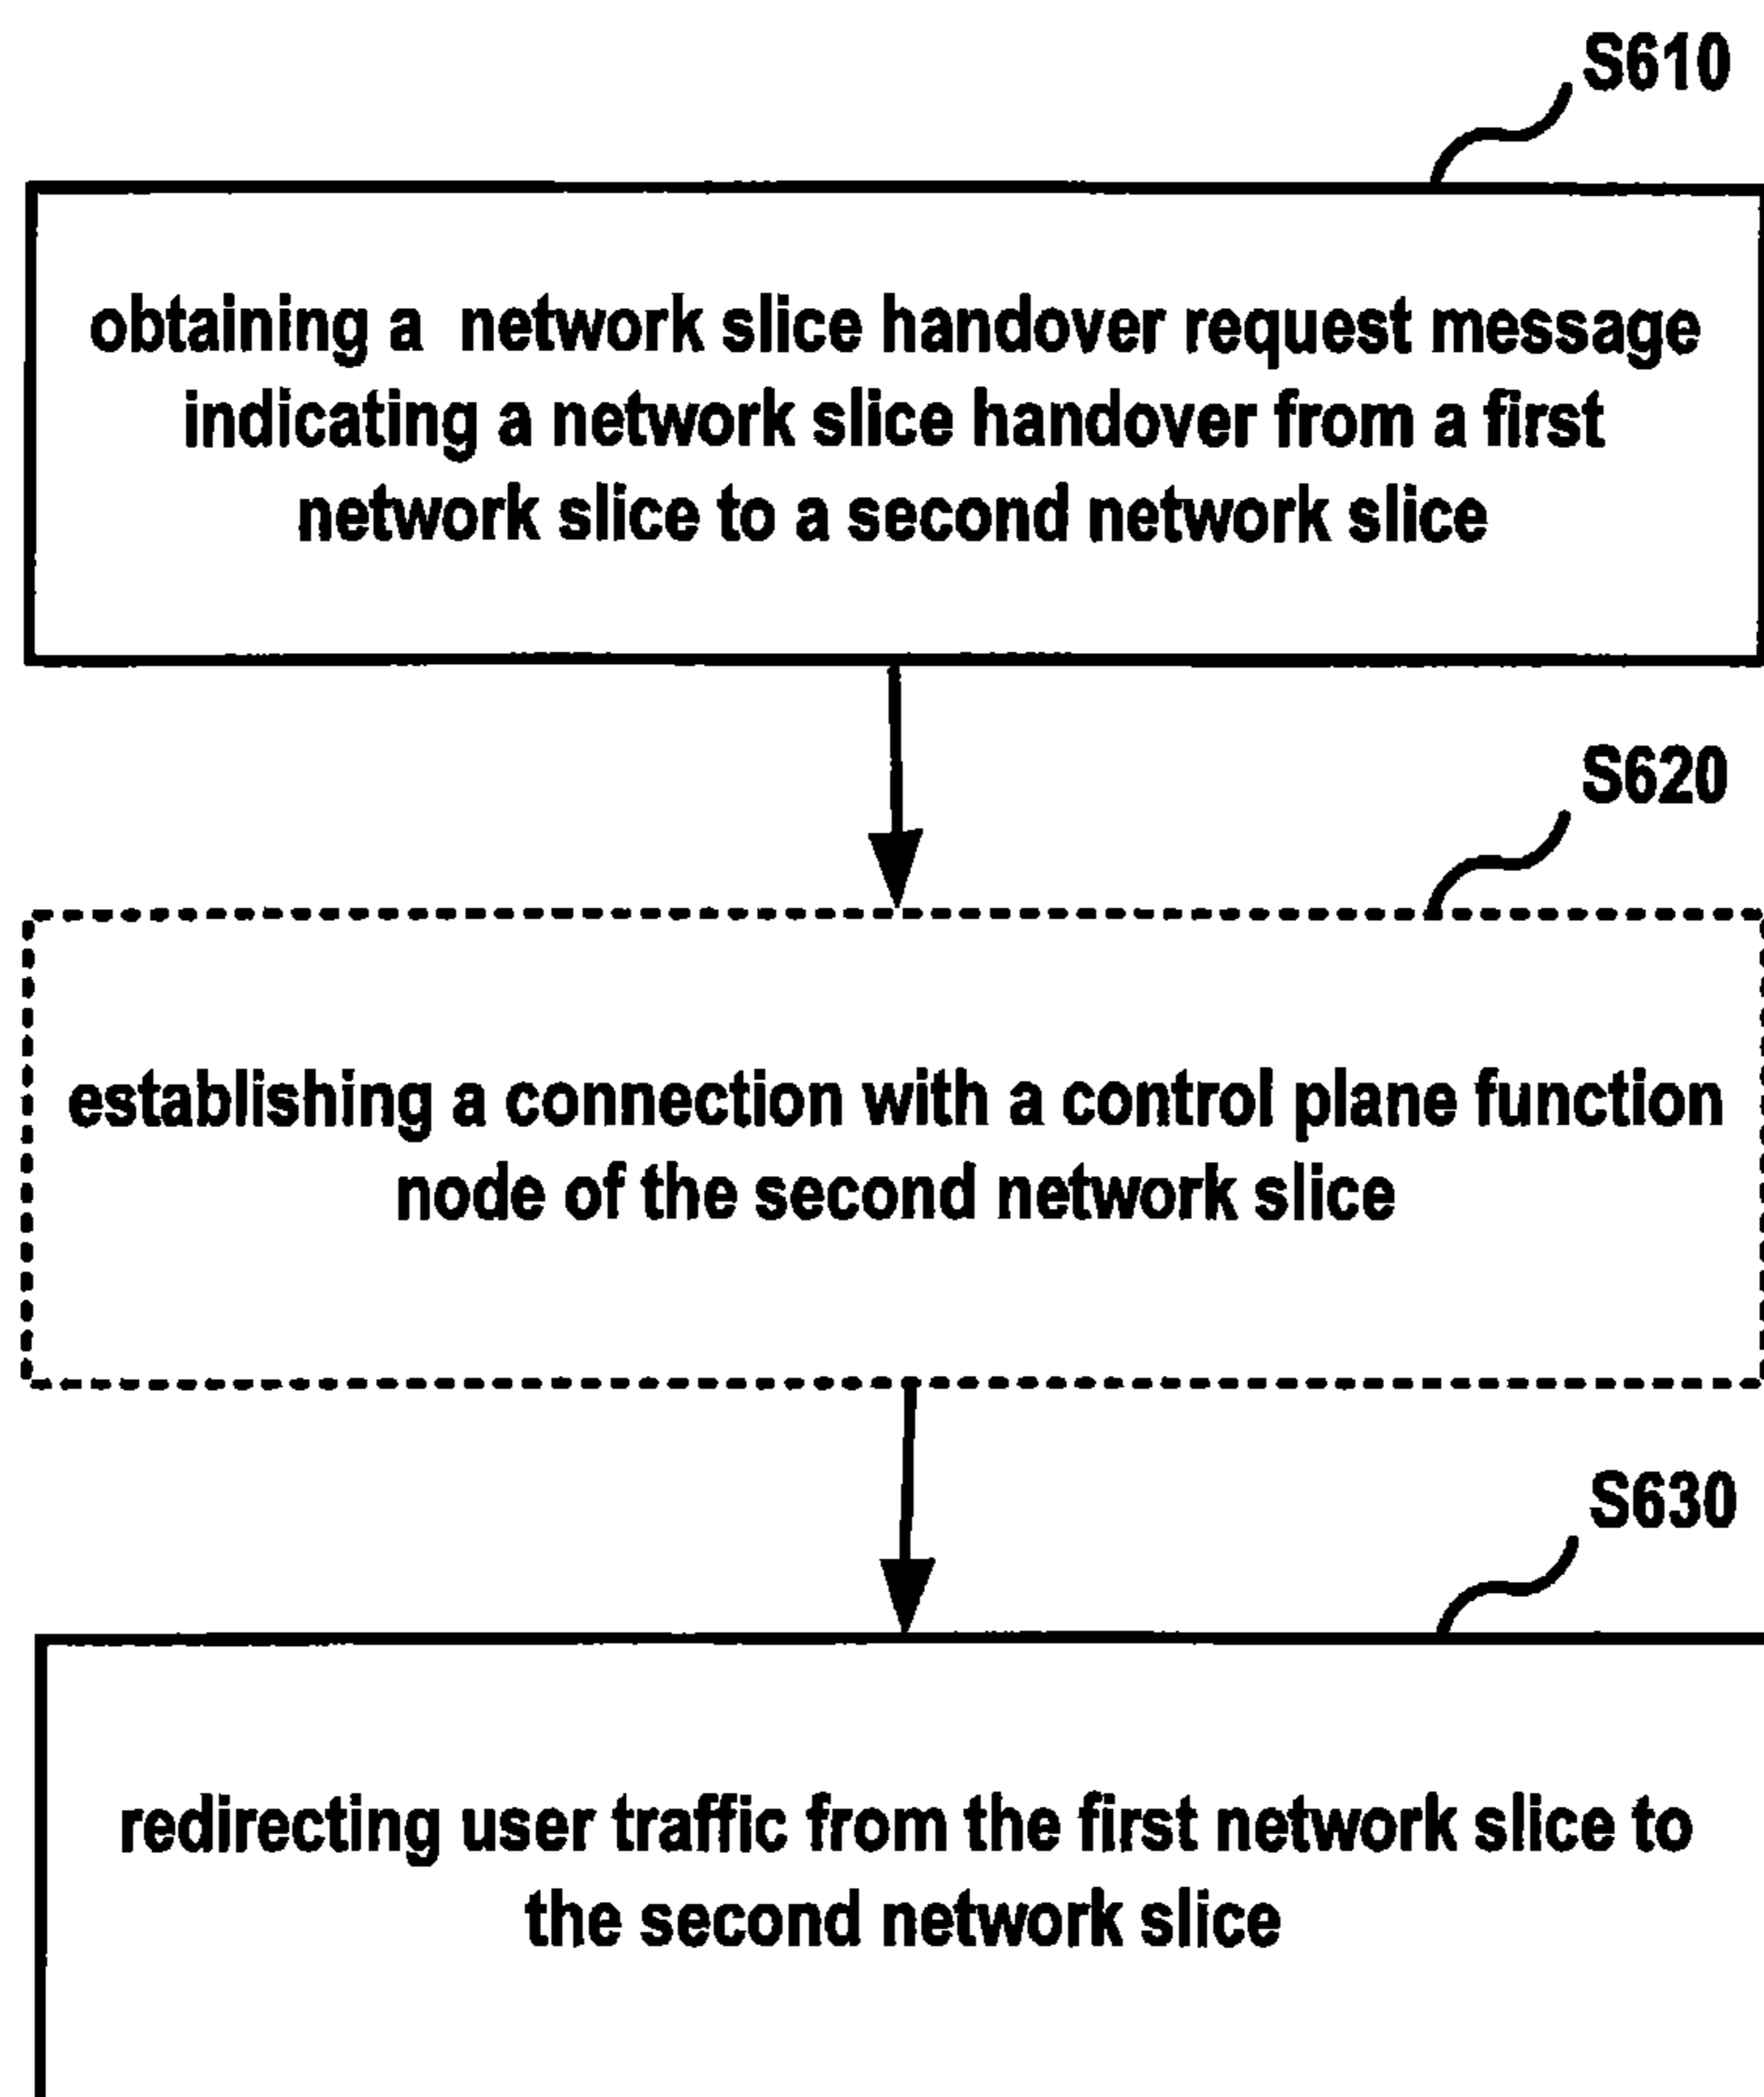 S610
obtaining a network slice handover request message
indicating a network slice handover from a first
network slice to a second network slice
S620
establishing a connection with a control plane function
node of the second network slice
S630
redirecting user traffic from the first network slice to
the second network slice